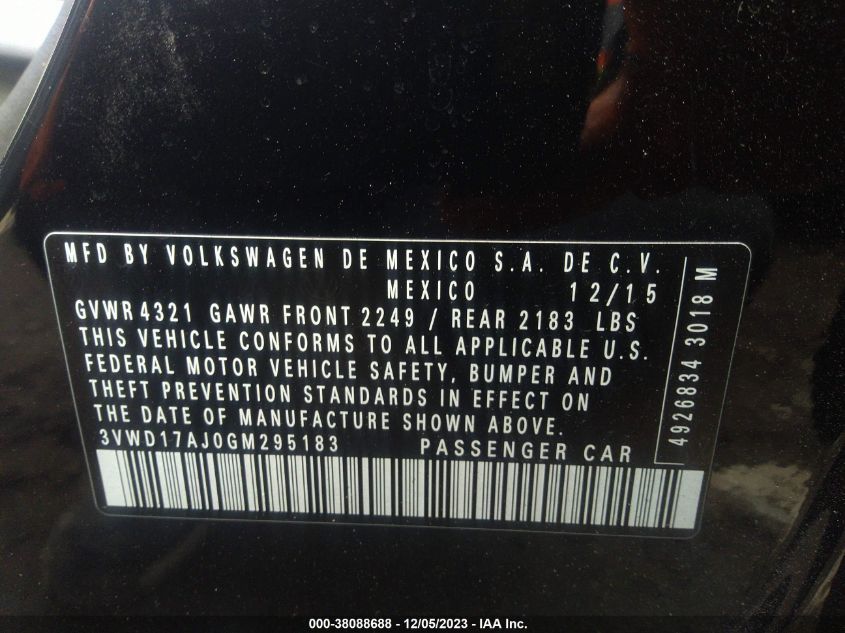 MFD BY VOLKSWAGEN DE MEXICO S.A. DE C.V.
MEXICO 12/15
GVWR 4321 GAWR FRONT 2249 / REAR 2183 LBS
THIS VEHICLE CONFORMS TO ALL APPLICABLE U.S.
FEDERAL MOTOR VEHICLE SAFETY, BUMPER AND
THEFT PREVENTION STANDARDS IN EFFECT ON
THE DATE OF MANUFACTURE SHOWN ABOVE.
3VWD17AJ0GM295183 PASSENGER CAR
4926834 3018 M
000-38088688 - 12/05/2023 - IAA Inc.